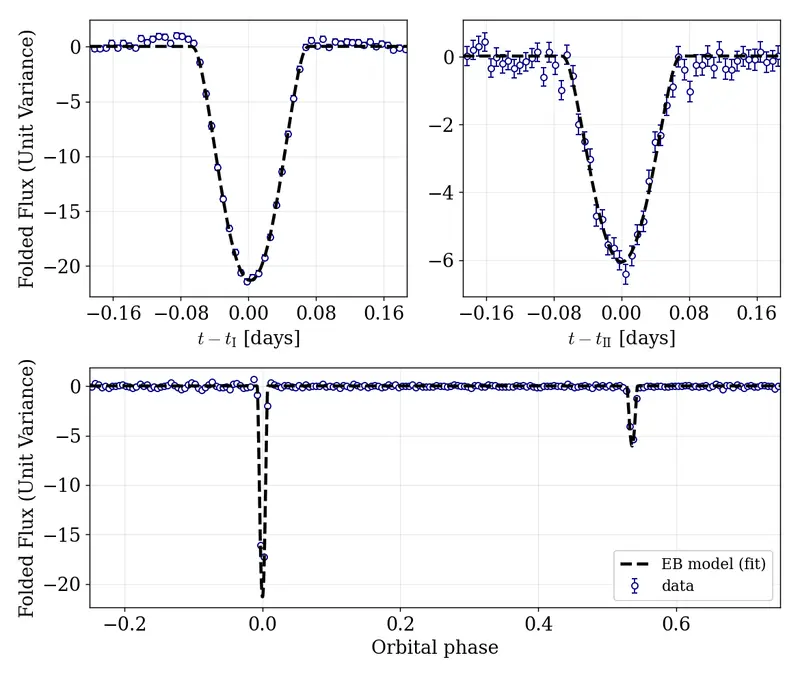 Folded Flux (Unit Variance)
0
−5
−10
−15
−20
−0.16 −0.08 0.00 0.08 0.16
t − t_I [days]
0
−2
−4
−6
−0.16 −0.08 0.00 0.08 0.16
t − t_II [days]
Folded Flux (Unit Variance)
0
−5
−10
−15
−20
−0.2 0.0 0.2 0.4 0.6
Orbital phase
EB model (fit)
data